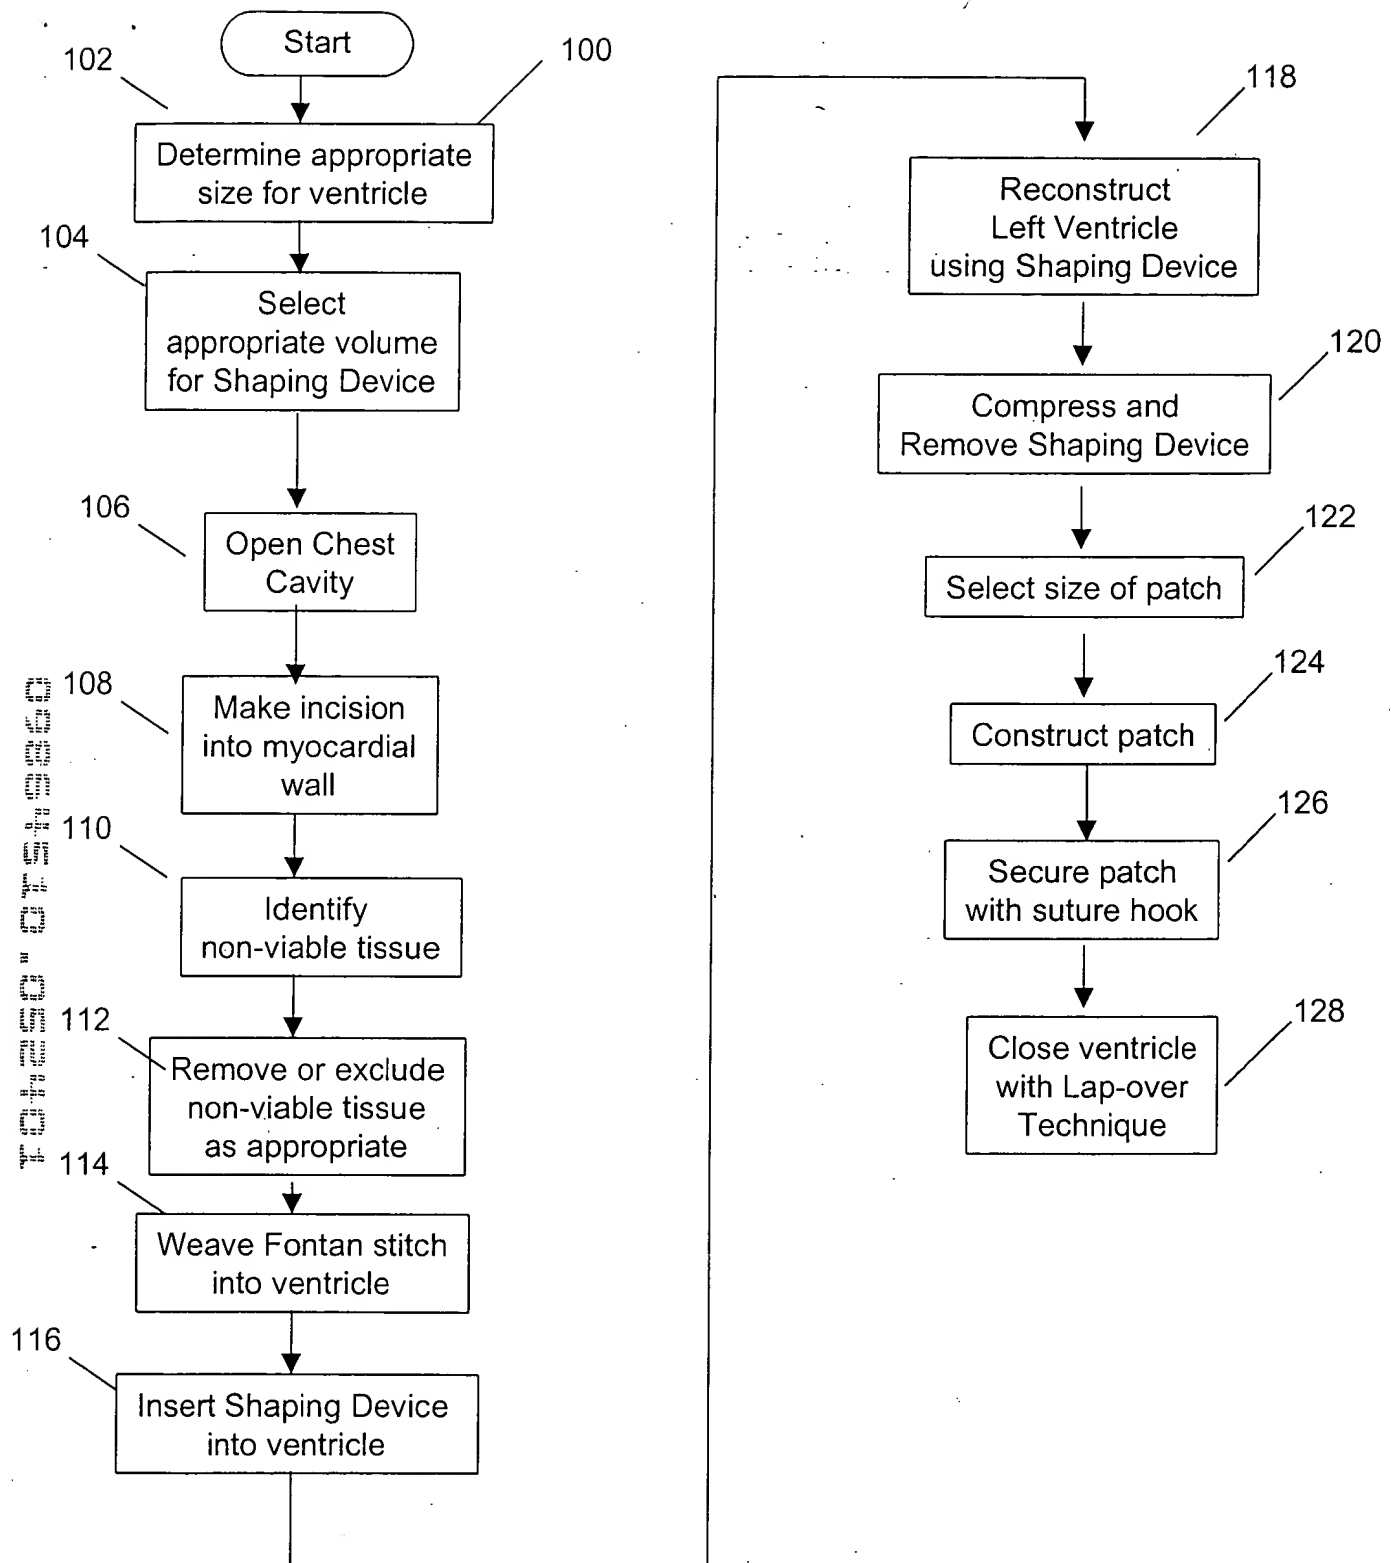 Start
102
100
Determine appropriate
size for ventricle
104
Select
appropriate volume
for Shaping Device
106
Open Chest
Cavity
108
Make incision
into myocardial
wall
110
Identify
non-viable tissue
112
Remove or exclude
non-viable tissue
as appropriate
114
Weave Fontan stitch
into ventricle
116
Insert Shaping Device
into ventricle
118
Reconstruct
Left Ventricle
using Shaping Device
120
Compress and
Remove Shaping Device
122
Select size of patch
124
Construct patch
126
Secure patch
with suture hook
128
Close ventricle
with Lap-over
Technique